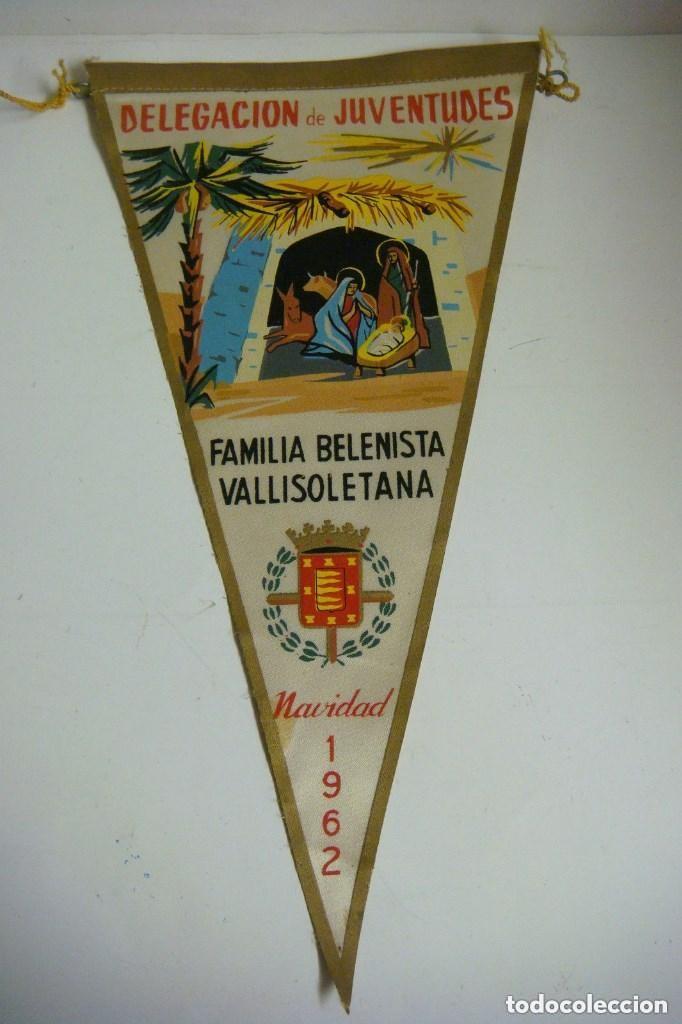 DELEGACION de JUVENTUDES
FAMILIA BELENISTA
VALLISOLETANA
Navidad
1
9
6
2
todocoleccion